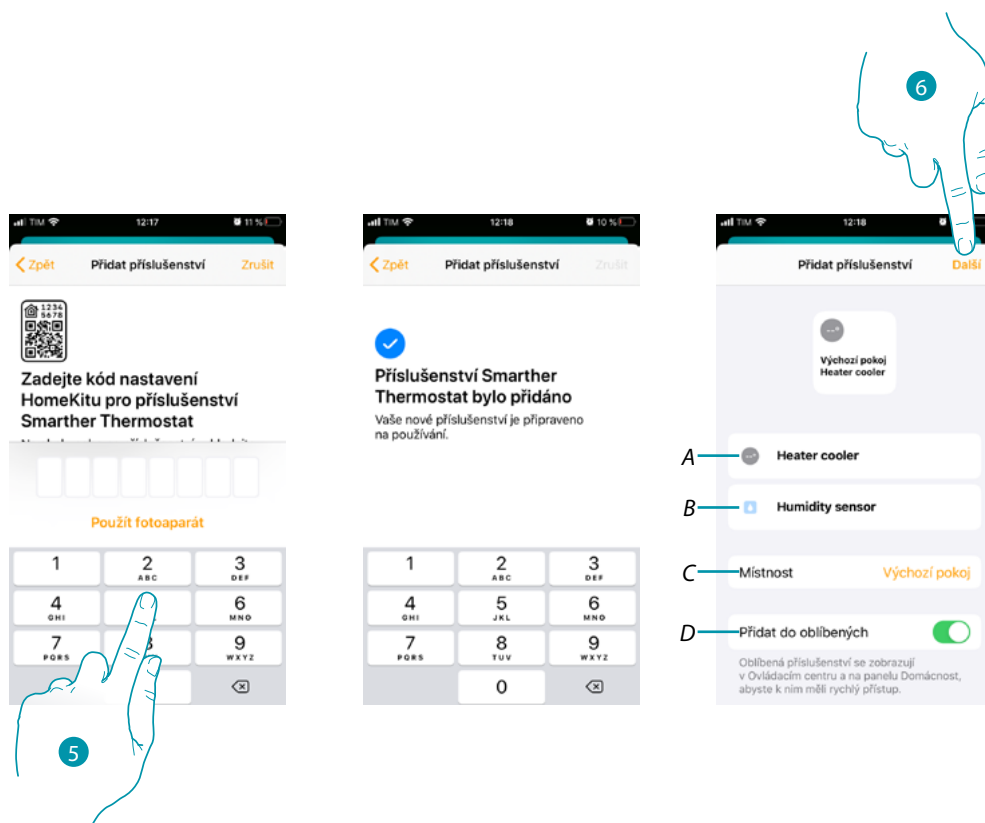 6
TIM 12:17 11 %
Zpět Přidat příslušenství Zrušit
1234
5678
Zadejte kód nastavení
HomeKitu pro příslušenství
Smarther Thermostat
Použít fotoaparát
1 2 ABC 3 DEF
4 GHI 6 MNO
7 PQRS 9 WXYZ
5
TIM 12:18 10 %
Zpět Přidat příslušenství Zrušit
Příslušenství Smarther
Thermostat bylo přidáno
Vaše nové příslušenství je připraveno
na používání.
1 2 ABC 3 DEF
4 GHI 5 JKL 6 MNO
7 PQRS 8 TUV 9 WXYZ
0
TIM 12:18
Přidat příslušenství Další
Výchozí pokoj
Heater cooler
A Heater cooler
B Humidity sensor
C Místnost Výchozí pokoj
D Přidat do oblíbených
Oblíbená příslušenství se zobrazují
v Ovládacím centru a na panelu Domácnost,
abyste k nim měli rychlý přístup.